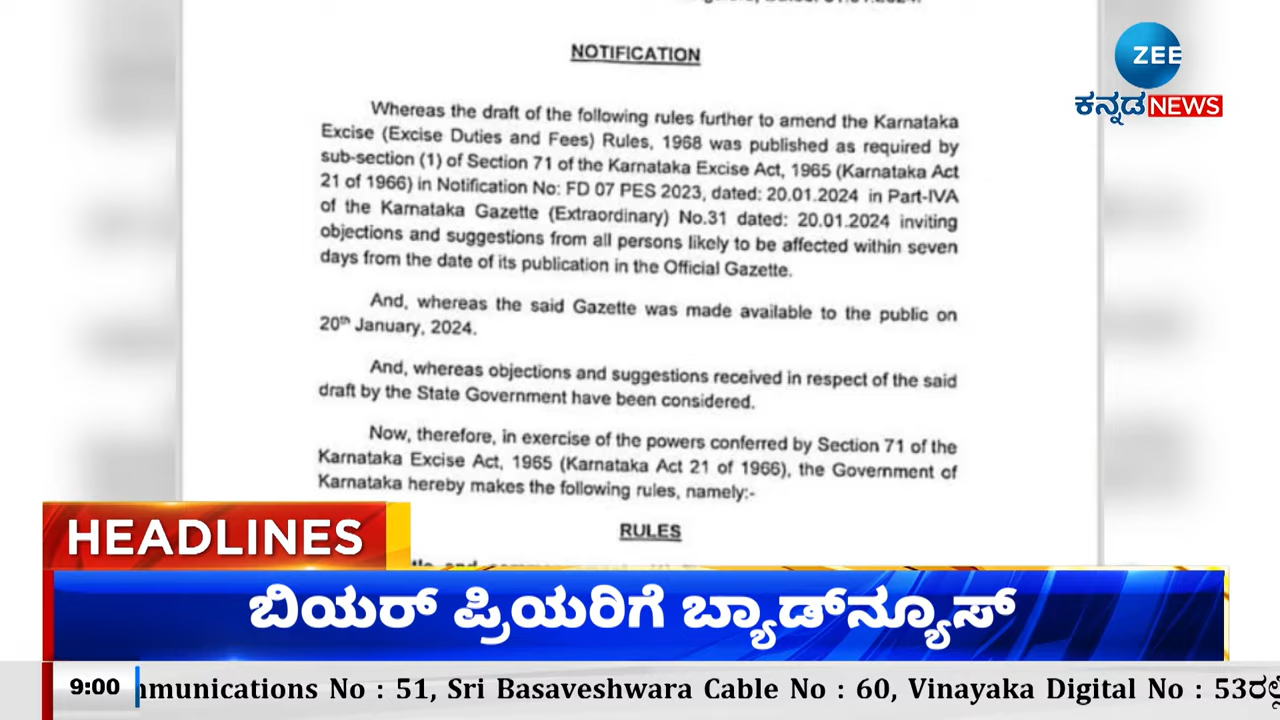 NOTIFICATION
ZEE
ಕನ್ನಡ NEWS
Whereas the draft of the following rules further to amend the Karnataka
Excise (Excise Duties and Fees) Rules, 1968 was published as required by
sub-section (1) of Section 71 of the Karnataka Excise Act, 1965 (Karnataka Act
21 of 1966) in Notification No: FD 07 PES 2023, dated: 20.01.2024 in Part-IVA
of the Karnataka Gazette (Extraordinary) No.31 dated: 20.01.2024 inviting
objections and suggestions from all persons likely to be affected within seven
days from the date of its publication in the Official Gazette.
And, whereas the said Gazette was made available to the public on
20th January, 2024.
And, whereas objections and suggestions received in respect of the said
draft by the State Government have been considered.
Now, therefore, in exercise of the powers conferred by Section 71 of the
Karnataka Excise Act, 1965 (Karnataka Act 21 of 1966), the Government of
Karnataka hereby makes the following rules, namely:-
RULES
HEADLINES
ಬಿಯರ್ ಪ್ರಿಯರಿಗೆ ಬ್ಯಾಡ್‌ನ್ಯೂಸ್
9:00
mmunications No : 51, Sri Basaveshwara Cable No : 60, Vinayaka Digital No : 53ರಲ್ಲಿ